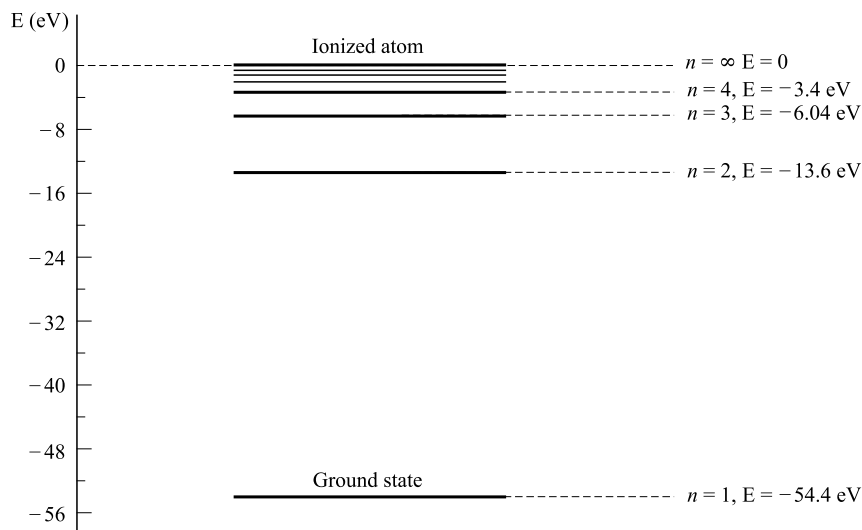 E (eV)
Ionized atom
0
n = ∞ E = 0
n = 4, E = −3.4 eV
n = 3, E = −6.04 eV
−8
n = 2, E = −13.6 eV
−16
−24
−32
−40
−48
Ground state
n = 1, E = −54.4 eV
−56